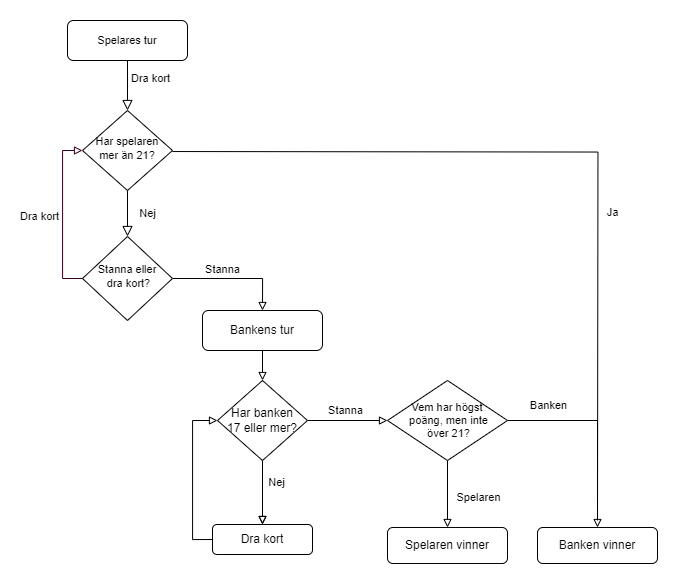 Spelares tur
Dra kort
Har spelaren
mer än 21?
Dra kort
Nej
Ja
Stanna eller
dra kort?
Stanna
Bankens tur
Har banken
17 eller mer?
Stanna
Vem har högst
poäng, men inte
över 21?
Banken
Nej
Spelaren
Dra kort
Spelaren vinner
Banken vinner